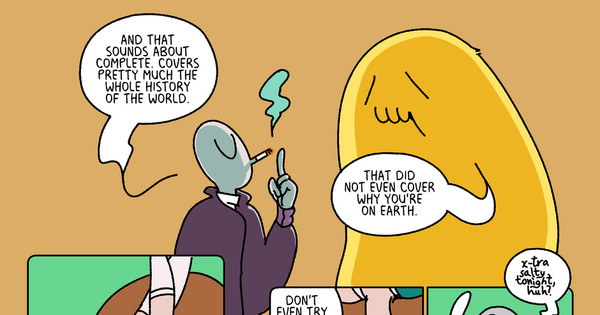 AND THAT
SOUNDS ABOUT
COMPLETE. COVERS
PRETTY MUCH THE
WHOLE HISTORY
OF THE WORLD.
THAT DID
NOT EVEN COVER
WHY YOU'RE
ON EARTH.
DON'T
EVEN TRY
x-tra
salty
tonight,
huh?